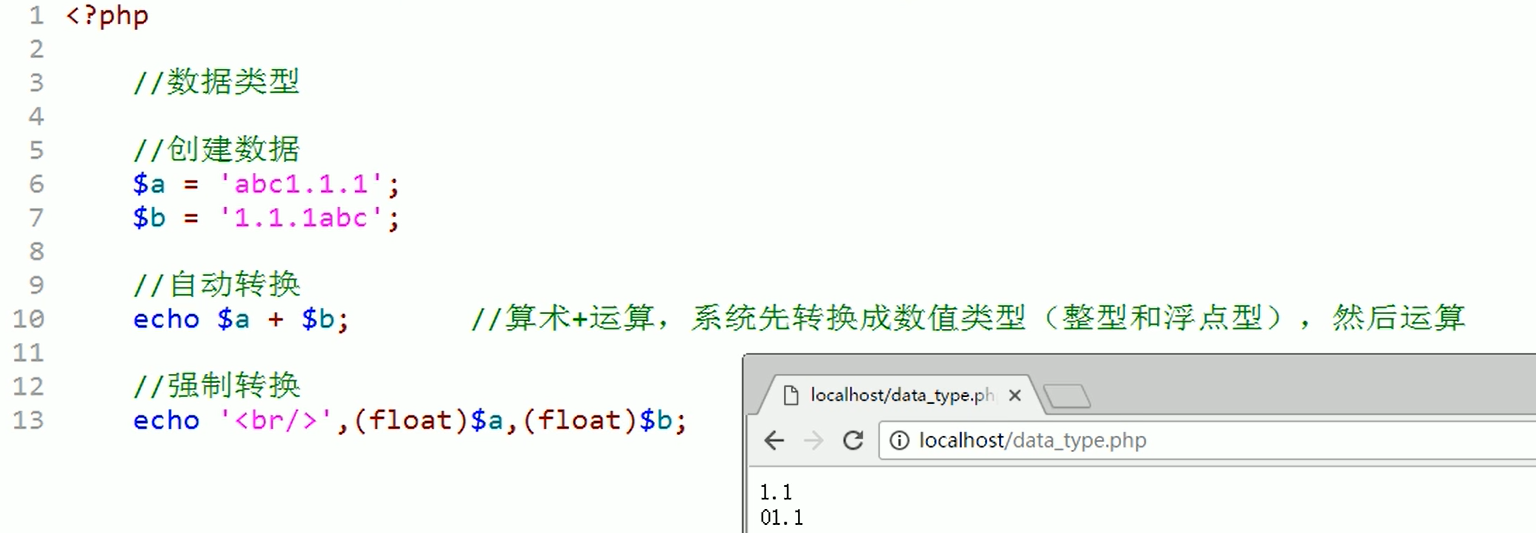 1 <?php
2
3 //数据类型
4
5 //创建数据
6 $a = 'abc1.1.1';
7 $b = '1.1.1abc';
8
9 //自动转换
10 echo $a + $b; //算术+运算，系统先转换成数值类型（整型和浮点型），然后运算
11
12 //强制转换
13 echo '<br/>',(float)$a,(float)$b;
localhost/data_type.ph
localhost/data_type.php
1.1
01.1